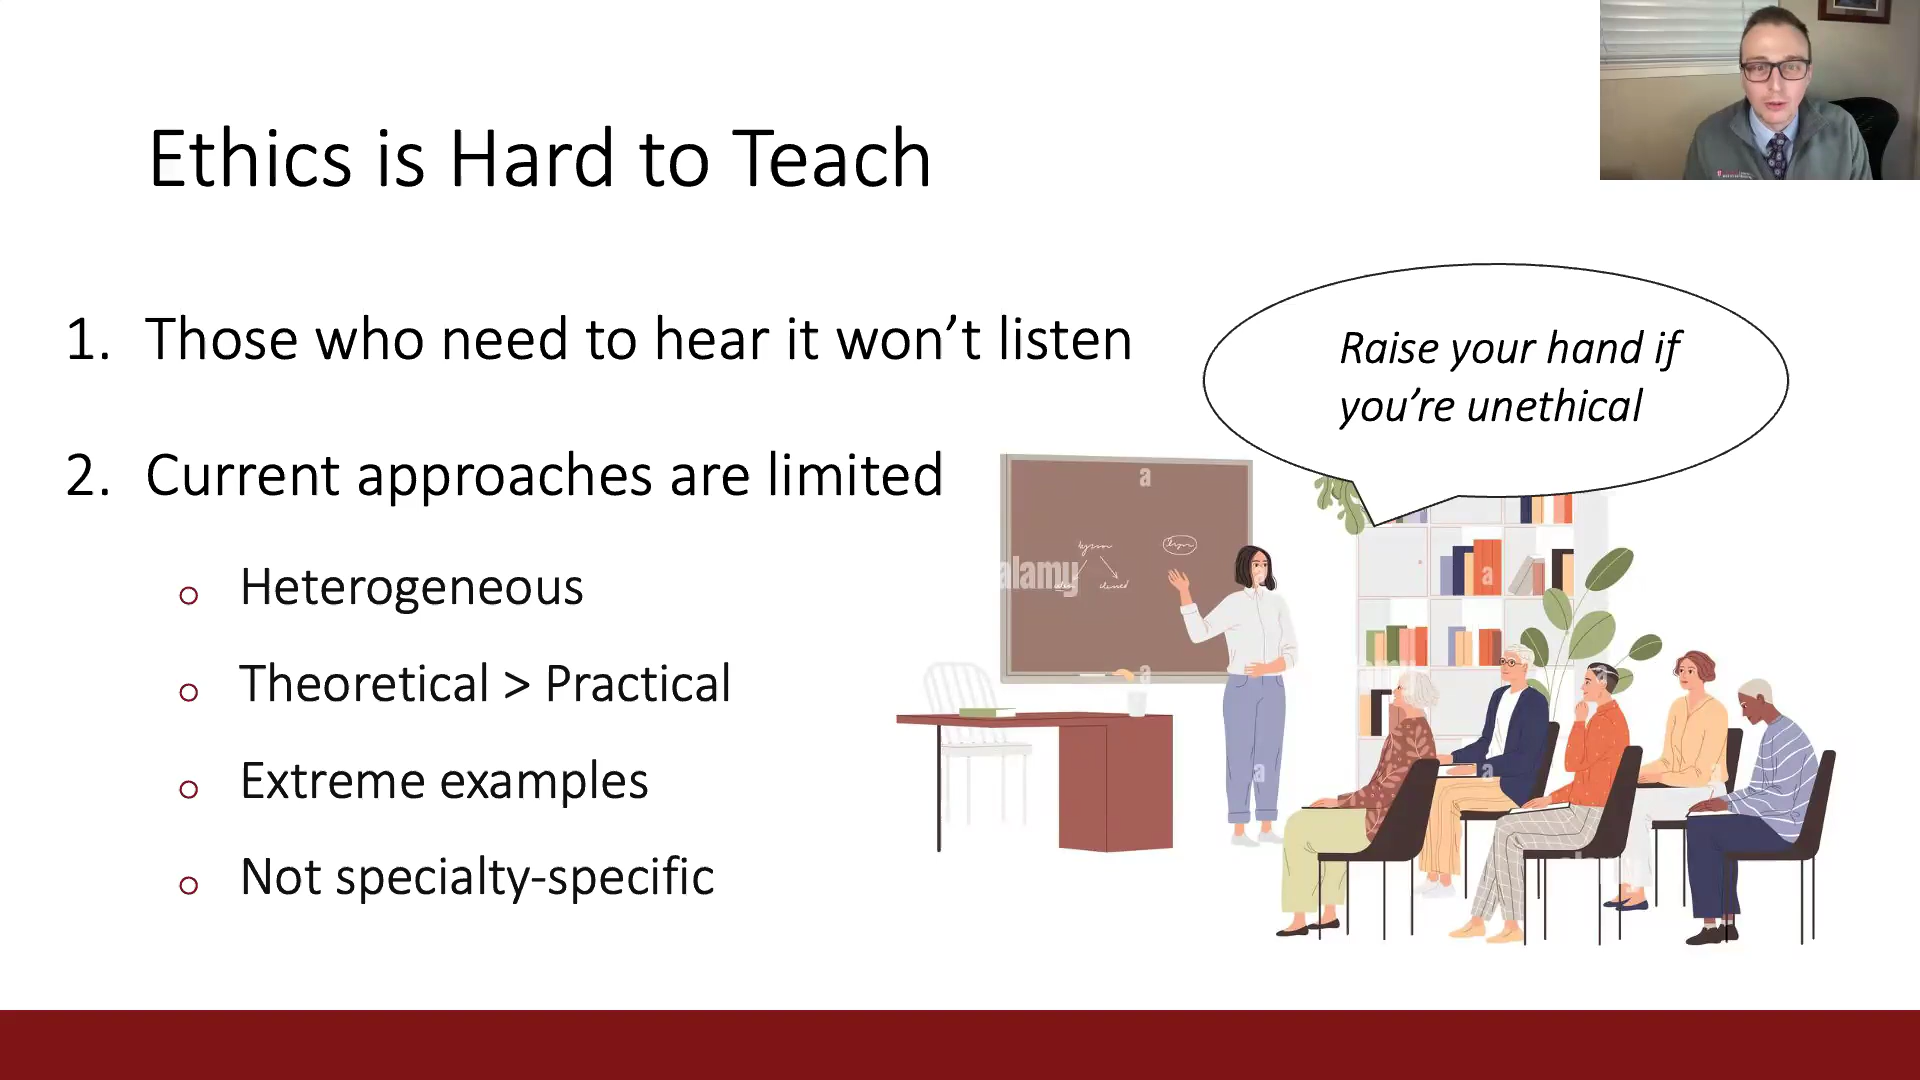 Ethics is Hard to Teach
1. Those who need to hear it won't listen
2. Current approaches are limited
Heterogeneous
Theoretical > Practical
Extreme examples
Not specialty-specific
Raise your hand if
you're unethical
a
alamy
a
a
a
a
a
alamy